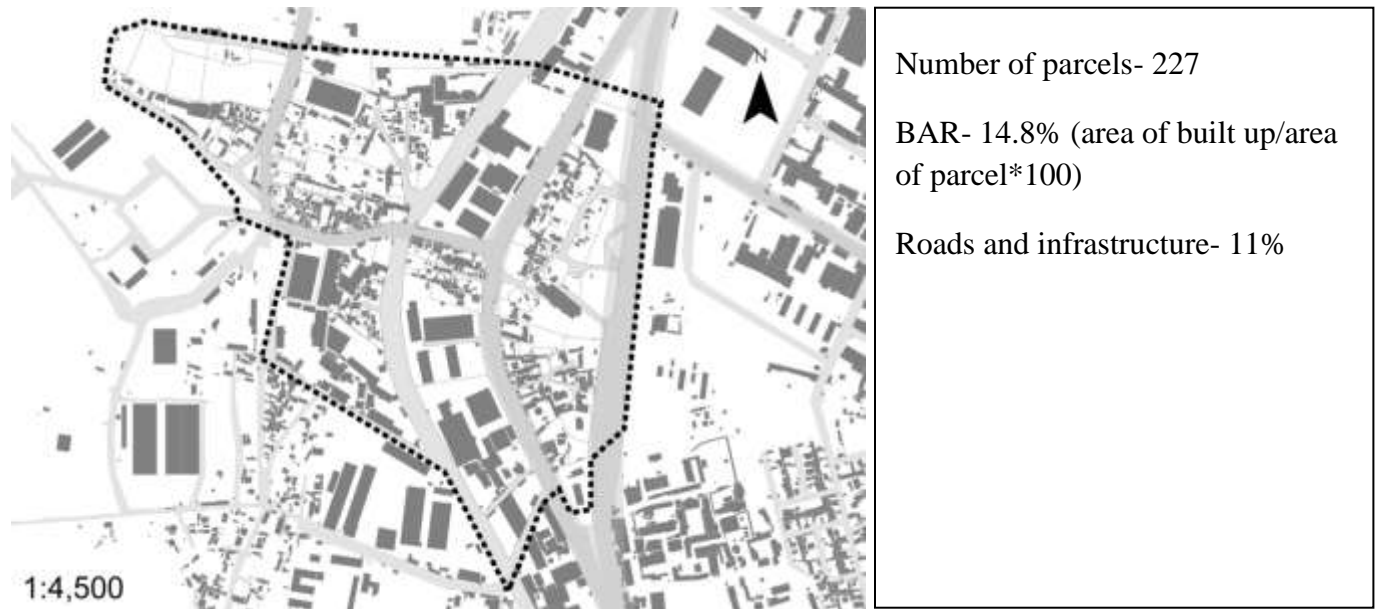 Number of parcels- 227
BAR- 14.8% (area of built up/area
of parcel*100)
Roads and infrastructure- 11%
N
1:4,500